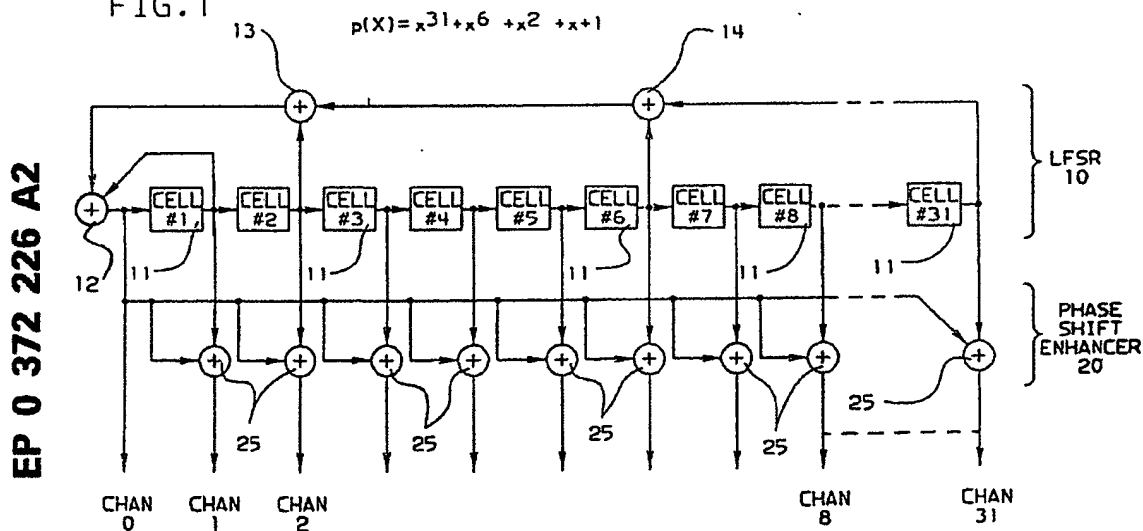 FIG.1
p(X)= x31+x6 +x2 +x+1
13
14
EP 0 372 226 A2
LFSR
10
CELL
#1
CELL
#2
CELL
#3
CELL
#4
CELL
#5
CELL
#6
CELL
#7
CELL
#8
CELL
#31
12
11
11
11
11
11
PHASE
SHIFT
ENHANCER
20
25
25
25
25
25
CHAN
0
CHAN
1
CHAN
2
CHAN
8
CHAN
31